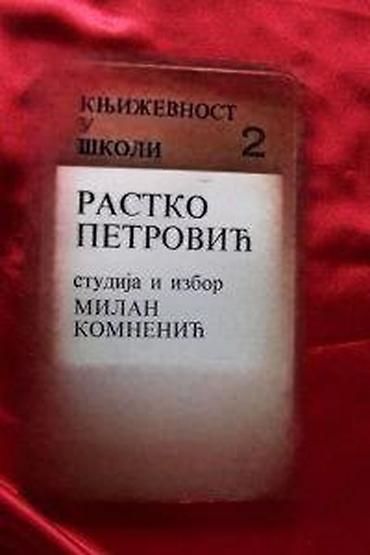 КЊИЖЕВНОСТ
У
ШКОЛИ 2
РАСТКО
ПЕТРОВИЋ
студија и избор
МИЛАН
КОМНЕНИЋ